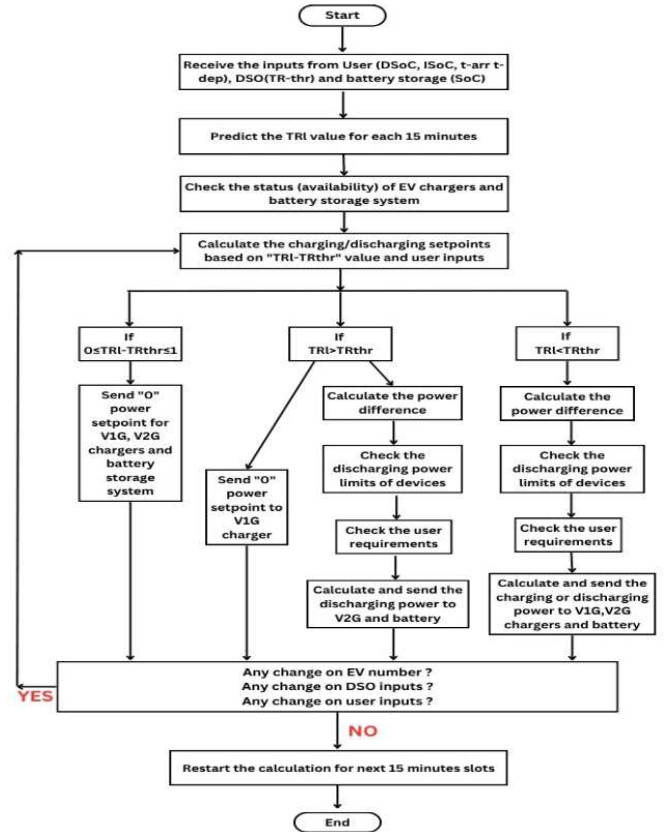 Start
Receive the inputs from User (DSoC, ISoC, t-arr t-
dep), DSO(TR-thr) and battery storage (SoC)
Predict the TRl value for each 15 minutes
Check the status (availability) of EV chargers and
battery storage system
Calculate the charging/discharging setpoints
based on "TRl-TRthr" value and user inputs
If
0≤TRl-TRthr≤1
Send "0"
power
setpoint for
V1G, V2G
chargers and
battery
storage
system
If
TRl>TRthr
Send "0"
power
setpoint to
V1G
charger
Calculate the power
difference
Check the
discharging power
limits of devices
Check the user
requirements
Calculate and send the
discharging power to
V2G and battery
If
TRl<TRthr
Calculate the
power difference
Check the
discharging power
limits of devices
Check the user
requirements
Calculate and send the
charging or discharging
power to V1G,V2G
chargers and battery
Any change on EV number ?
Any change on DSO inputs ?
Any change on user inputs ?
YES
NO
Restart the calculation for next 15 minutes slots
End